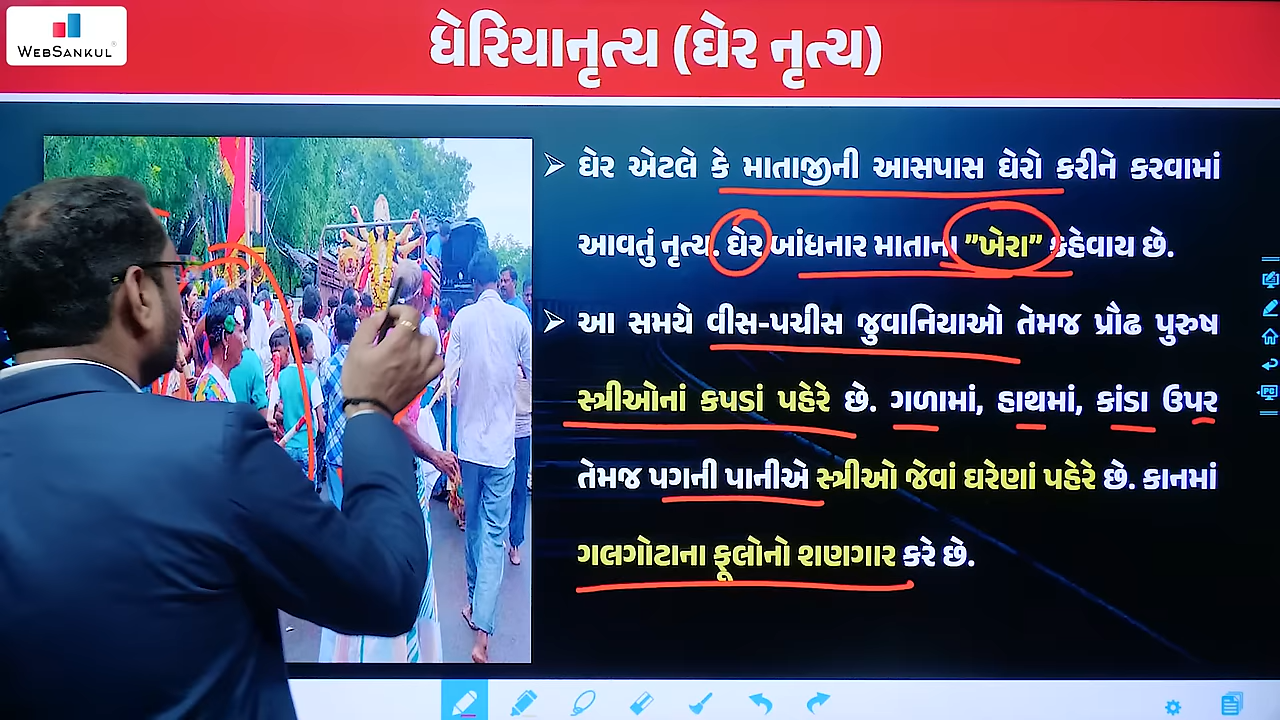 WEBSANKUL
ઘેરિયાનૃત્ય (ઘેર નૃત્ય)
ઘેર એટલે કે માતાજીની આસપાસ ઘેરો કરીને કરવામાં
આવતું નૃત્ય. ઘેર બાંધનાર માતાના "ખેરા" કહેવાય છે.
આ સમયે વીસ-પચીસ જુવાનિયાઓ તેમજ પ્રૌઢ પુરુષ
સ્ત્રીઓનાં કપડાં પહેરે છે. ગળામાં, હાથમાં, કાંડા ઉપર
તેમજ પગની પાનીએ સ્ત્રીઓ જેવાં ઘરેણાં પહેરે છે. કાનમાં
ગલગોટાના ફૂલોનો શણગાર કરે છે.